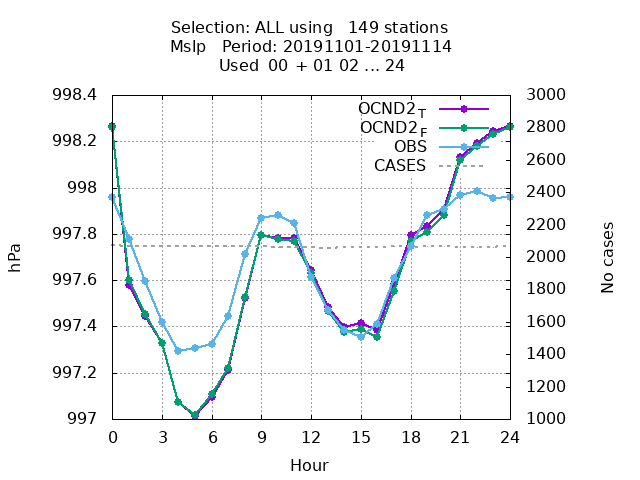 Selection: ALL using   149 stations
Mslp   Period: 20191101-20191114
Used  00  + 01 02 ... 24
998.4
998.2
998
997.8
997.6
997.4
997.2
997
3000
2800
2600
2400
2200
2000
1800
1600
1400
1200
1000
OCND2T
OCND2F
OBS
CASES
hPa
No cases
0 3 6 9 12 15 18 21 24
Hour